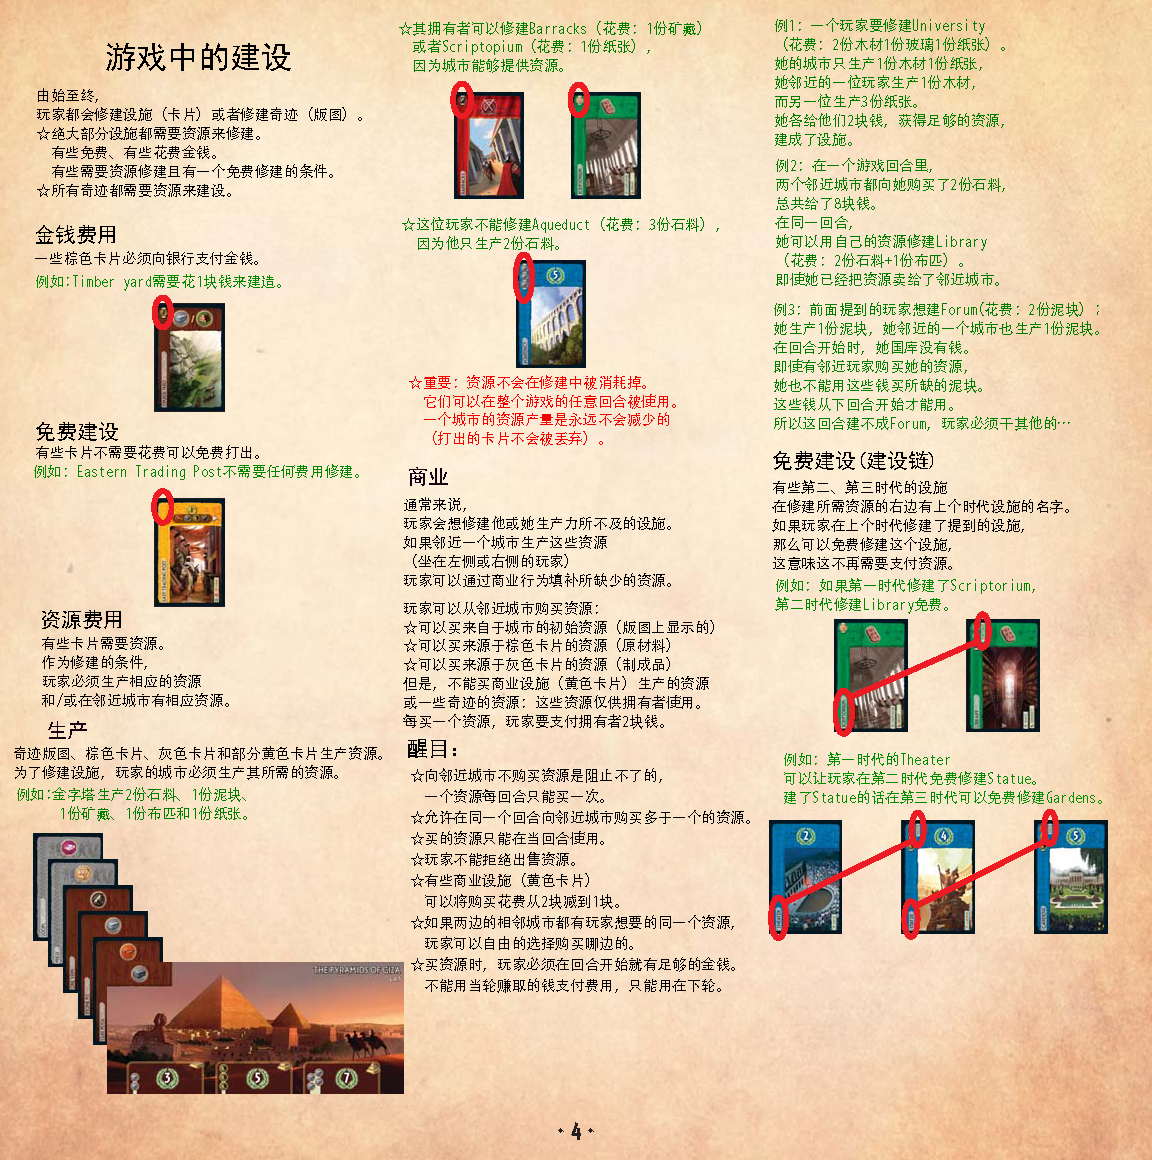 游戏中的建设
由始至终，
玩家都会修建设施（卡片）或者修建奇迹（版图）。
☆绝大部分设施都需要资源来修建。
有些免费、有些花费金钱。
有些需要资源修建且有一个免费修建的条件。
☆所有奇迹都需要资源来建设。
金钱费用
一些棕色卡片必须向银行支付金钱。
例如:Timber yard需要花1块钱来建造。
免费建设
有些卡片不需要花费可以免费打出。
例如：Eastern Trading Post不需要任何费用修建。
资源费用
有些卡片需要资源。
作为修建的条件，
玩家必须生产相应的资源
和/或在邻近城市有相应资源。
生产
奇迹版图、棕色卡片、灰色卡片和部分黄色卡片生产资源。
为了修建设施，玩家的城市必须生产其所需的资源。
例如:金字塔生产2份石料、1份泥块、
1份矿藏、1份布匹和1份纸张。
THE PYRAMIDS OF GIZA
3
5
7
☆其拥有者可以修建Barracks（花费：1份矿藏）
或者Scriptopium（花费：1份纸张），
因为城市能够提供资源。
☆这位玩家不能修建Aqueduct（花费：3份石料），
因为他只生产2份石料。
5
☆重要：资源不会在修建中被消耗掉。
它们可以在整个游戏的任意回合被使用。
一个城市的资源产量是永远不会减少的
（打出的卡片不会被丢弃）。
商业
通常来说，
玩家会想修建他或她生产力所不及的设施。
如果邻近一个城市生产这些资源
（坐在左侧或右侧的玩家）
玩家可以通过商业行为填补所缺少的资源。
玩家可以从邻近城市购买资源：
☆可以买来自于城市的初始资源（版图上显示的）
☆可以买来源于棕色卡片的资源（原材料）
☆可以买来源于灰色卡片的资源（制成品）
但是，不能买商业设施（黄色卡片）生产的资源
或一些奇迹的资源：这些资源仅供拥有者使用。
每买一个资源，玩家要支付拥有者2块钱。
醒目：
☆向邻近城市不购买资源是阻止不了的，
一个资源每回合只能买一次。
☆允许在同一个回合向邻近城市购买多于一个的资源。
☆买的资源只能在当回合使用。
☆玩家不能拒绝出售资源。
☆有些商业设施（黄色卡片）
可以将购买花费从2块减到1块。
☆如果两边的相邻城市都有玩家想要的同一个资源，
玩家可以自由的选择购买哪边的。
☆买资源时，玩家必须在回合开始就有足够的金钱。
不能用当轮赚取的钱支付费用，只能用在下轮。
例1：一个玩家要修建University
（花费：2份木材1份玻璃1份纸张）。
她的城市只生产1份木材1份纸张，
她邻近的一位玩家生产1份木材，
而另一位生产3份纸张。
她各给他们2块钱，获得足够的资源，
建成了设施。
例2：在一个游戏回合里，
两个邻近城市都向她购买了2份石料，
总共给了8块钱。
在同一回合，
她可以用自己的资源修建Library
（花费：2份石料+1份布匹）。
即使她已经把资源卖给了邻近城市。
例3：前面提到的玩家想建Forum(花费：2份泥块)；
她生产1份泥块，她邻近的一个城市也生产1份泥块。
在回合开始时，她国库没有钱。
即使有邻近玩家购买她的资源，
她也不能用这些钱买所缺的泥块。
这些钱从下回合开始才能用。
所以这回合建不成Forum，玩家必须干其他的…
免费建设(建设链)
有些第二、第三时代的设施
在修建所需资源的右边有上个时代设施的名字。
如果玩家在上个时代修建了提到的设施，
那么可以免费修建这个设施，
这意味这不再需要支付资源。
例如：如果第一时代修建了Scriptorium，
第二时代修建Library免费。
例如：第一时代的Theater
可以让玩家在第二时代免费修建Statue。
建了Statue的话在第三时代可以免费修建Gardens。
2
4
5
· 4 ·